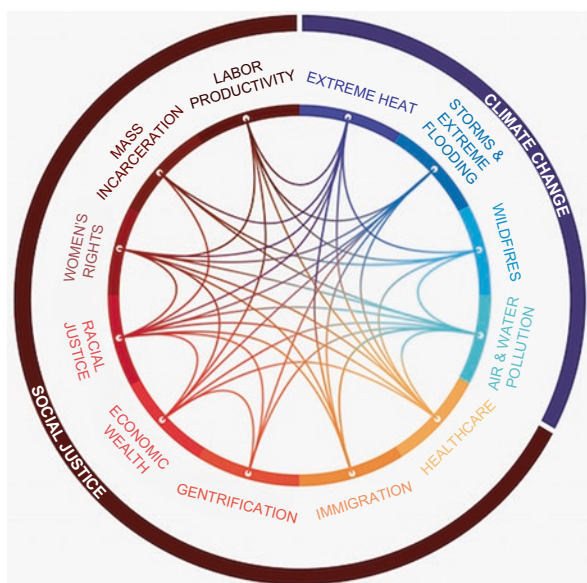 LABOR
PRODUCTIVITY
EXTREME HEAT
STORMS &
EXTREME
FLOODING
CLIMATE CHANGE
WILDFIRES
AIR & WATER
POLLUTION
HEALTHCARE
IMMIGRATION
GENTRIFICATION
ECONOMIC
WEALTH
SOCIAL JUSTICE
RACIAL
JUSTICE
WOMEN'S
RIGHTS
MASS
INCARCERATION